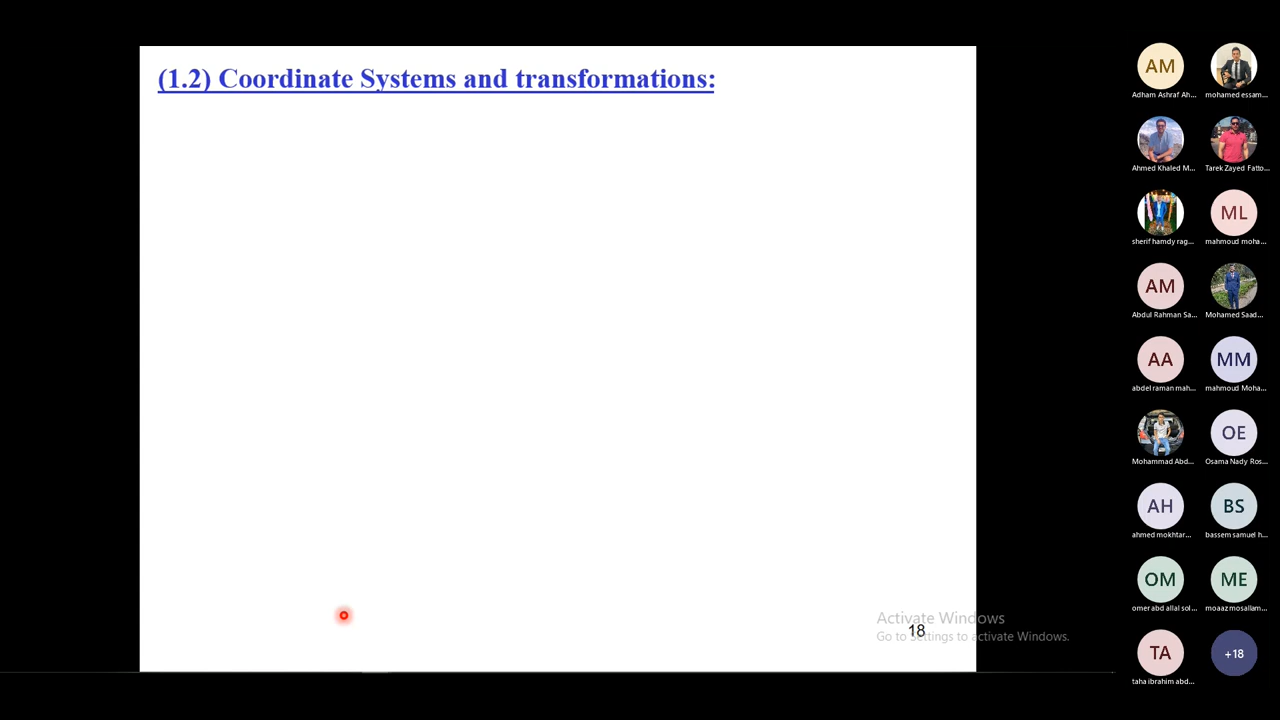 (1.2) Coordinate Systems and transformations:
AM
Adham Ashraf Ah...
mohamed essam...
Ahmed Khaled M...
Tarek Zayed Fatto...
ML
sherif hamdy rag...
mahmoud moha...
AM
Abdul Rahman Sa...
Mohamed Saad...
AA
MM
abdel raman mah...
mahmoud Moha...
OE
Mohammad Abd...
Osama Nady Ros...
AH
BS
ahmed mokhtar...
bassem samuel h...
OM
ME
omer abd allal sol...
moaaz mosallam...
TA
+18
taha ibrahim abd...
Activate Windows
18
Go to Settings to activate Windows.